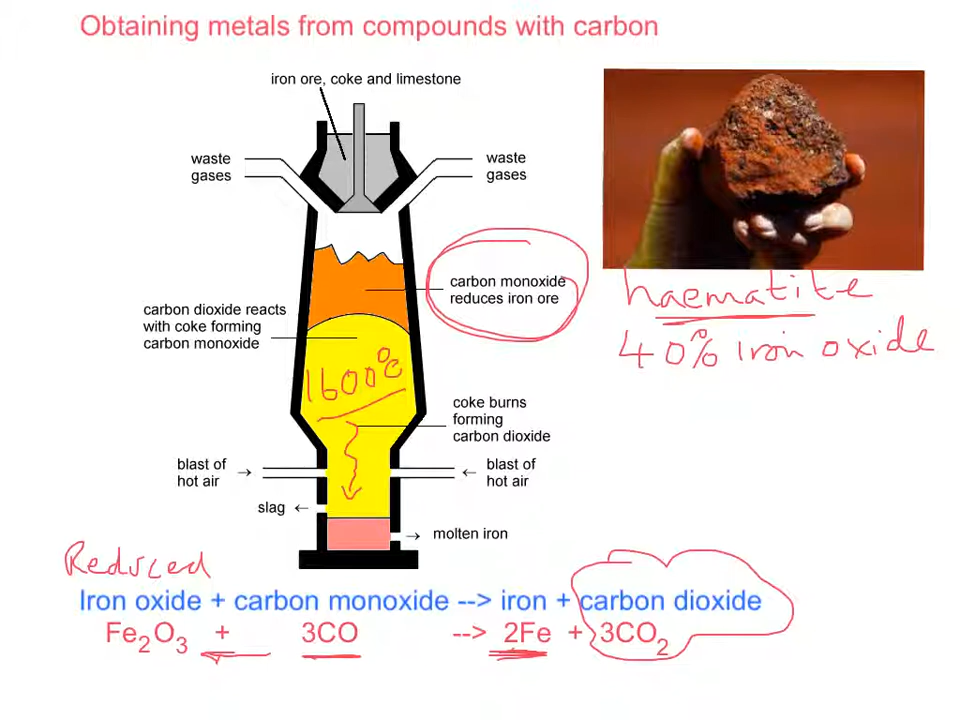 Obtaining metals from compounds with carbon
iron ore, coke and limestone
waste
gases
waste
gases
carbon monoxide
reduces iron ore
haematite
40% iron oxide
carbon dioxide reacts
with coke forming
carbon monoxide
1600°C
coke burns
forming
carbon dioxide
blast of
hot air →
← blast of
hot air
slag ←
→ molten iron
Reduced
Iron oxide + carbon monoxide --> iron + carbon dioxide
Fe₂O₃ + 3CO --> 2Fe + 3CO₂